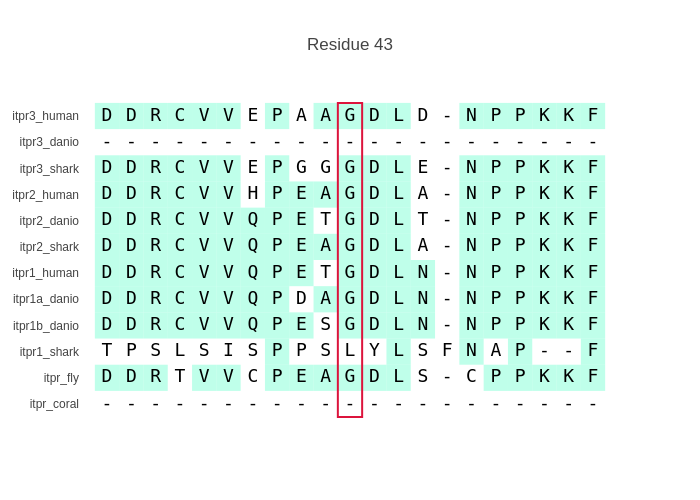 Residue 43
itpr3_human D D R C V V E P A A G D L D - N P P K K F
itpr3_danio - - - - - - - - - - - - - - - - - - - - -
itpr3_shark D D R C V V E P G G G D L E - N P P K K F
itpr2_human D D R C V V H P E A G D L A - N P P K K F
itpr2_danio D D R C V V Q P E T G D L T - N P P K K F
itpr2_shark D D R C V V Q P E A G D L A - N P P K K F
itpr1_human D D R C V V Q P E T G D L N - N P P K K F
itpr1a_danio D D R C V V Q P D A G D L N - N P P K K F
itpr1b_danio D D R C V V Q P E S G D L N - N P P K K F
itpr1_shark T P S L S I S P P S L Y L S F N A P - - F
itpr_fly D D R T V V C P E A G D L S - C P P K K F
itpr_coral - - - - - - - - - - - - - - - - - - - - -